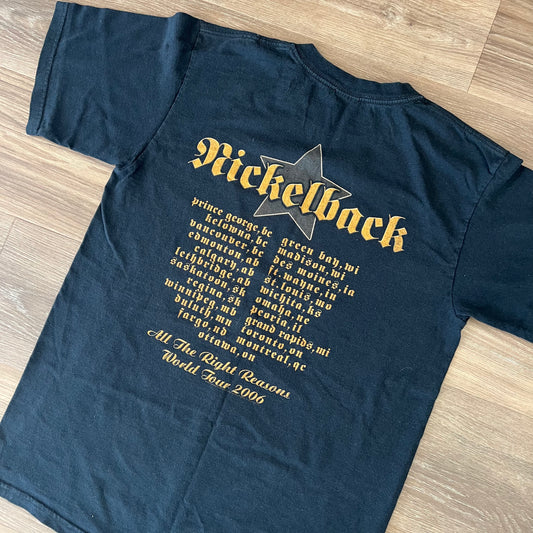 Nickelback
prince george, bc green bay, wi
kelowna, bc madison, wi
vancouver, bc des moines, ia
edmonton, ab ft. wayne, in
calgary, ab st. louis, mo
lethbridge, ab wichita, ks
saskatoon, sk omaha, ne
regina, sk peoria, il
winnipeg, mb grand rapids, mi
duluth, mn toronto, on
fargo, nd montreal, qc
ottawa, on
All The Right Reasons
World Tour 2006